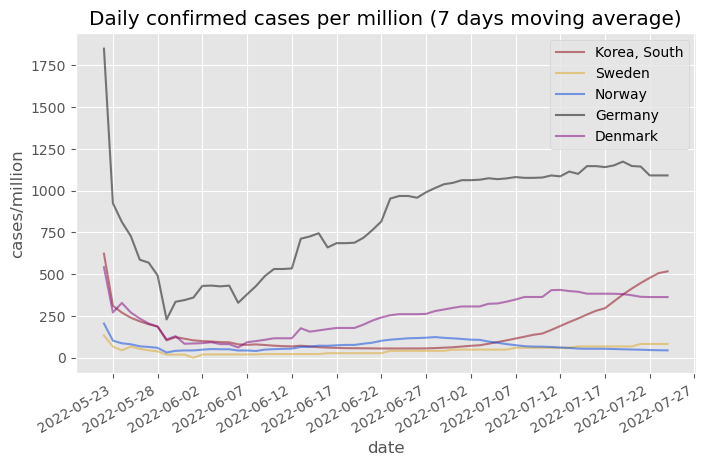 Daily confirmed cases per million (7 days moving average)
Korea, South
Sweden
Norway
Germany
Denmark
1750
1500
1250
1000
750
500
250
0
cases/million
2022-05-23
2022-05-28
2022-06-02
2022-06-07
2022-06-12
2022-06-17
2022-06-22
2022-06-27
2022-07-02
2022-07-07
2022-07-12
2022-07-17
2022-07-22
2022-07-27
date